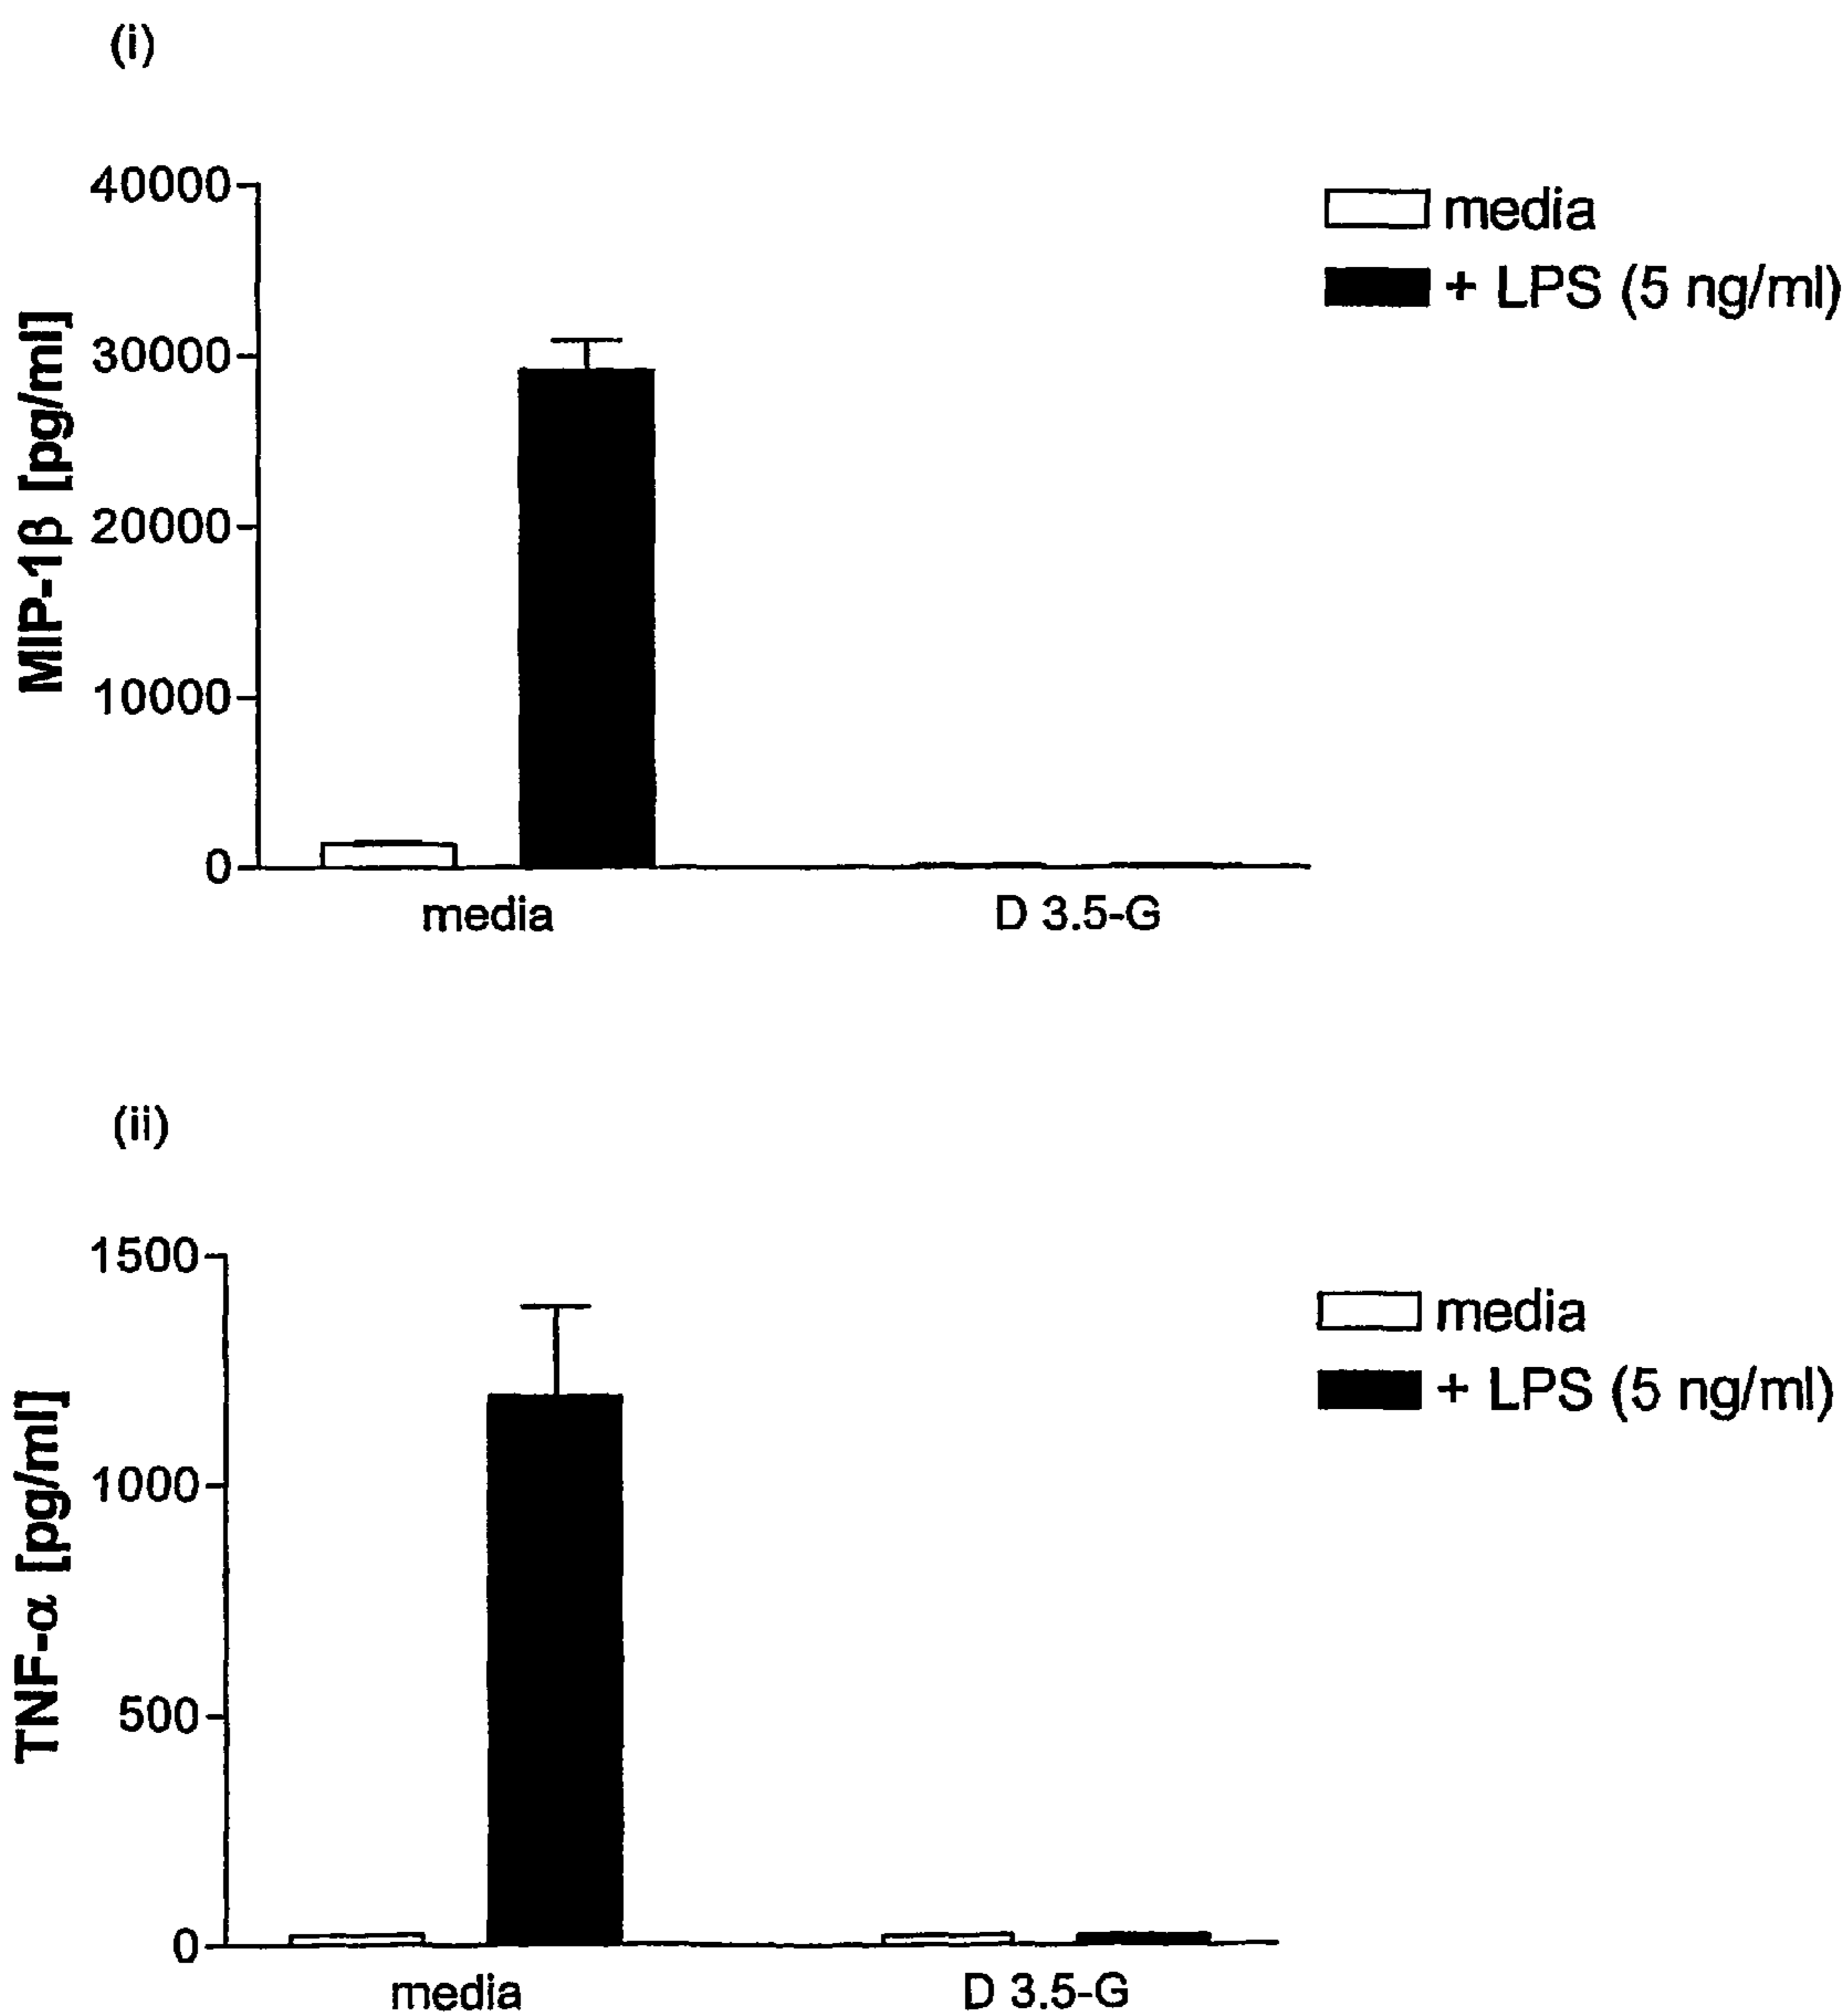 (i)
40000
30000
20000
10000
0
MIP-1β [pg/ml]
media
+ LPS (5 ng/ml)
media
D 3.5-G
(ii)
1500
1000
500
0
TNF-α [pg/ml]
media
+ LPS (5 ng/ml)
media
D 3.5-G